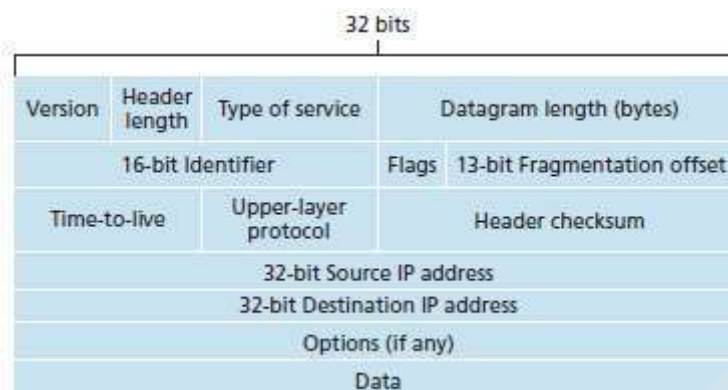 32 bits
Version Header length Type of service Datagram length (bytes)
16-bit Identifier Flags 13-bit Fragmentation offset
Time-to-live Upper-layer protocol Header checksum
32-bit Source IP address
32-bit Destination IP address
Options (if any)
Data